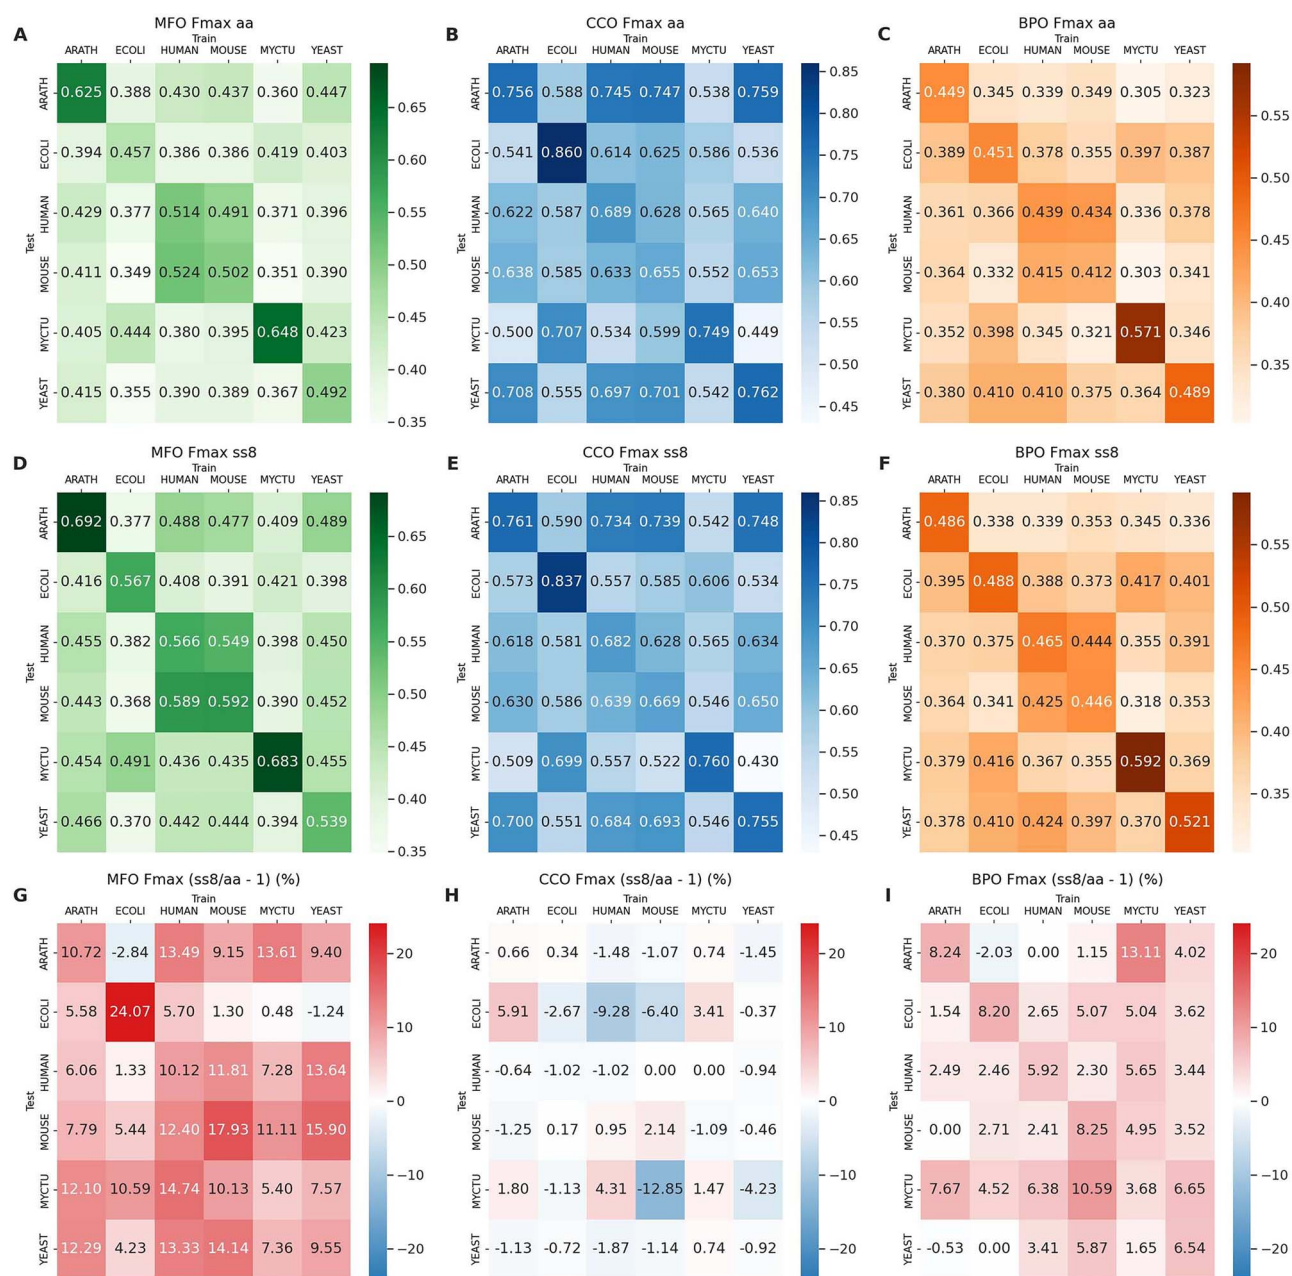 A
MFO Fmax aa
Train
ARATH ECOLI HUMAN MOUSE MYCTU YEAST
Test
ARATH 0.625 0.388 0.430 0.437 0.360 0.447
ECOLI 0.394 0.457 0.386 0.386 0.419 0.403
HUMAN 0.429 0.377 0.514 0.491 0.371 0.396
MOUSE 0.411 0.349 0.524 0.502 0.351 0.390
MYCTU 0.405 0.444 0.380 0.395 0.648 0.423
YEAST 0.415 0.355 0.390 0.389 0.367 0.492
0.65
0.60
0.55
0.50
0.45
0.40
0.35
B
CCO Fmax aa
Train
ARATH ECOLI HUMAN MOUSE MYCTU YEAST
Test
ARATH 0.756 0.588 0.745 0.747 0.538 0.759
ECOLI 0.541 0.860 0.614 0.625 0.586 0.536
HUMAN 0.622 0.587 0.689 0.628 0.565 0.640
MOUSE 0.638 0.585 0.633 0.655 0.552 0.653
MYCTU 0.500 0.707 0.534 0.599 0.749 0.449
YEAST 0.708 0.555 0.697 0.701 0.542 0.762
0.85
0.80
0.75
0.70
0.65
0.60
0.55
0.50
0.45
C
BPO Fmax aa
Train
ARATH ECOLI HUMAN MOUSE MYCTU YEAST
Test
ARATH 0.449 0.345 0.339 0.349 0.305 0.323
ECOLI 0.389 0.451 0.378 0.355 0.397 0.387
HUMAN 0.361 0.366 0.439 0.434 0.336 0.378
MOUSE 0.364 0.332 0.415 0.412 0.303 0.341
MYCTU 0.352 0.398 0.345 0.321 0.571 0.346
YEAST 0.380 0.410 0.410 0.375 0.364 0.489
0.55
0.50
0.45
0.40
0.35
D
MFO Fmax ss8
Train
ARATH ECOLI HUMAN MOUSE MYCTU YEAST
Test
ARATH 0.692 0.377 0.488 0.477 0.409 0.489
ECOLI 0.416 0.567 0.408 0.391 0.421 0.398
HUMAN 0.455 0.382 0.566 0.549 0.398 0.450
MOUSE 0.443 0.368 0.589 0.592 0.390 0.452
MYCTU 0.454 0.491 0.436 0.435 0.683 0.455
YEAST 0.466 0.370 0.442 0.444 0.394 0.539
0.65
0.60
0.55
0.50
0.45
0.40
0.35
E
CCO Fmax ss8
Train
ARATH ECOLI HUMAN MOUSE MYCTU YEAST
Test
ARATH 0.761 0.590 0.734 0.739 0.542 0.748
ECOLI 0.573 0.837 0.557 0.585 0.606 0.534
HUMAN 0.618 0.581 0.682 0.628 0.565 0.634
MOUSE 0.630 0.586 0.639 0.669 0.546 0.650
MYCTU 0.509 0.699 0.557 0.522 0.760 0.430
YEAST 0.700 0.551 0.684 0.693 0.546 0.755
0.85
0.80
0.75
0.70
0.65
0.60
0.55
0.50
0.45
F
BPO Fmax ss8
Train
ARATH ECOLI HUMAN MOUSE MYCTU YEAST
Test
ARATH 0.486 0.338 0.339 0.353 0.345 0.336
ECOLI 0.395 0.488 0.388 0.373 0.417 0.401
HUMAN 0.370 0.375 0.465 0.444 0.355 0.391
MOUSE 0.364 0.341 0.425 0.446 0.318 0.353
MYCTU 0.379 0.416 0.367 0.355 0.592 0.369
YEAST 0.378 0.410 0.424 0.397 0.370 0.521
0.55
0.50
0.45
0.40
0.35
G
MFO Fmax (ss8/aa - 1) (%)
Train
ARATH ECOLI HUMAN MOUSE MYCTU YEAST
Test
ARATH 10.72 -2.84 13.49 9.15 13.61 9.40
ECOLI 5.58 24.07 5.70 1.30 0.48 -1.24
HUMAN 6.06 1.33 10.12 11.81 7.28 13.64
MOUSE 7.79 5.44 12.40 17.93 11.11 15.90
MYCTU 12.10 10.59 14.74 10.13 5.40 7.57
YEAST 12.29 4.23 13.33 14.14 7.36 9.55
20
10
0
−10
−20
H
CCO Fmax (ss8/aa - 1) (%)
Train
ARATH ECOLI HUMAN MOUSE MYCTU YEAST
Test
ARATH 0.66 0.34 -1.48 -1.07 0.74 -1.45
ECOLI 5.91 -2.67 -9.28 -6.40 3.41 -0.37
HUMAN -0.64 -1.02 -1.02 0.00 0.00 -0.94
MOUSE -1.25 0.17 0.95 2.14 -1.09 -0.46
MYCTU 1.80 -1.13 4.31 -12.85 1.47 -4.23
YEAST -1.13 -0.72 -1.87 -1.14 0.74 -0.92
20
10
0
−10
−20
I
BPO Fmax (ss8/aa - 1) (%)
Train
ARATH ECOLI HUMAN MOUSE MYCTU YEAST
Test
ARATH 8.24 -2.03 0.00 1.15 13.11 4.02
ECOLI 1.54 8.20 2.65 5.07 5.04 3.62
HUMAN 2.49 2.46 5.92 2.30 5.65 3.44
MOUSE 0.00 2.71 2.41 8.25 4.95 3.52
MYCTU 7.67 4.52 6.38 10.59 3.68 6.65
YEAST -0.53 0.00 3.41 5.87 1.65 6.54
20
10
0
−10
−20